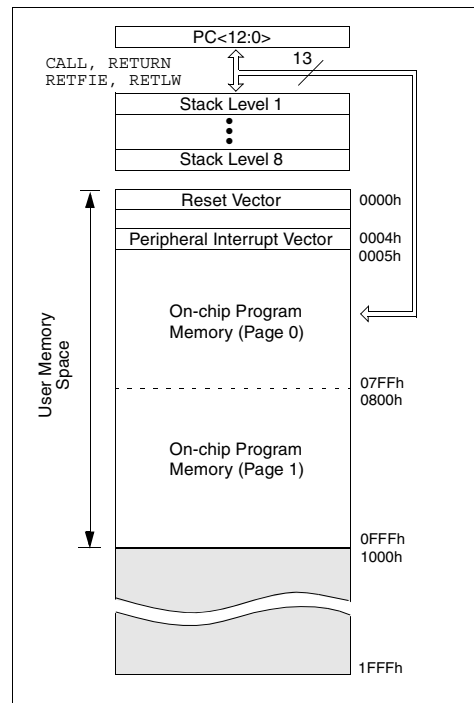 PC<12:0>
CALL, RETURN
RETFIE, RETLW
13
Stack Level 1
Stack Level 8
Reset Vector
0000h
Peripheral Interrupt Vector
0004h
0005h
On-chip Program
Memory (Page 0)
User Memory
Space
07FFh
0800h
On-chip Program
Memory (Page 1)
0FFFh
1000h
1FFFh